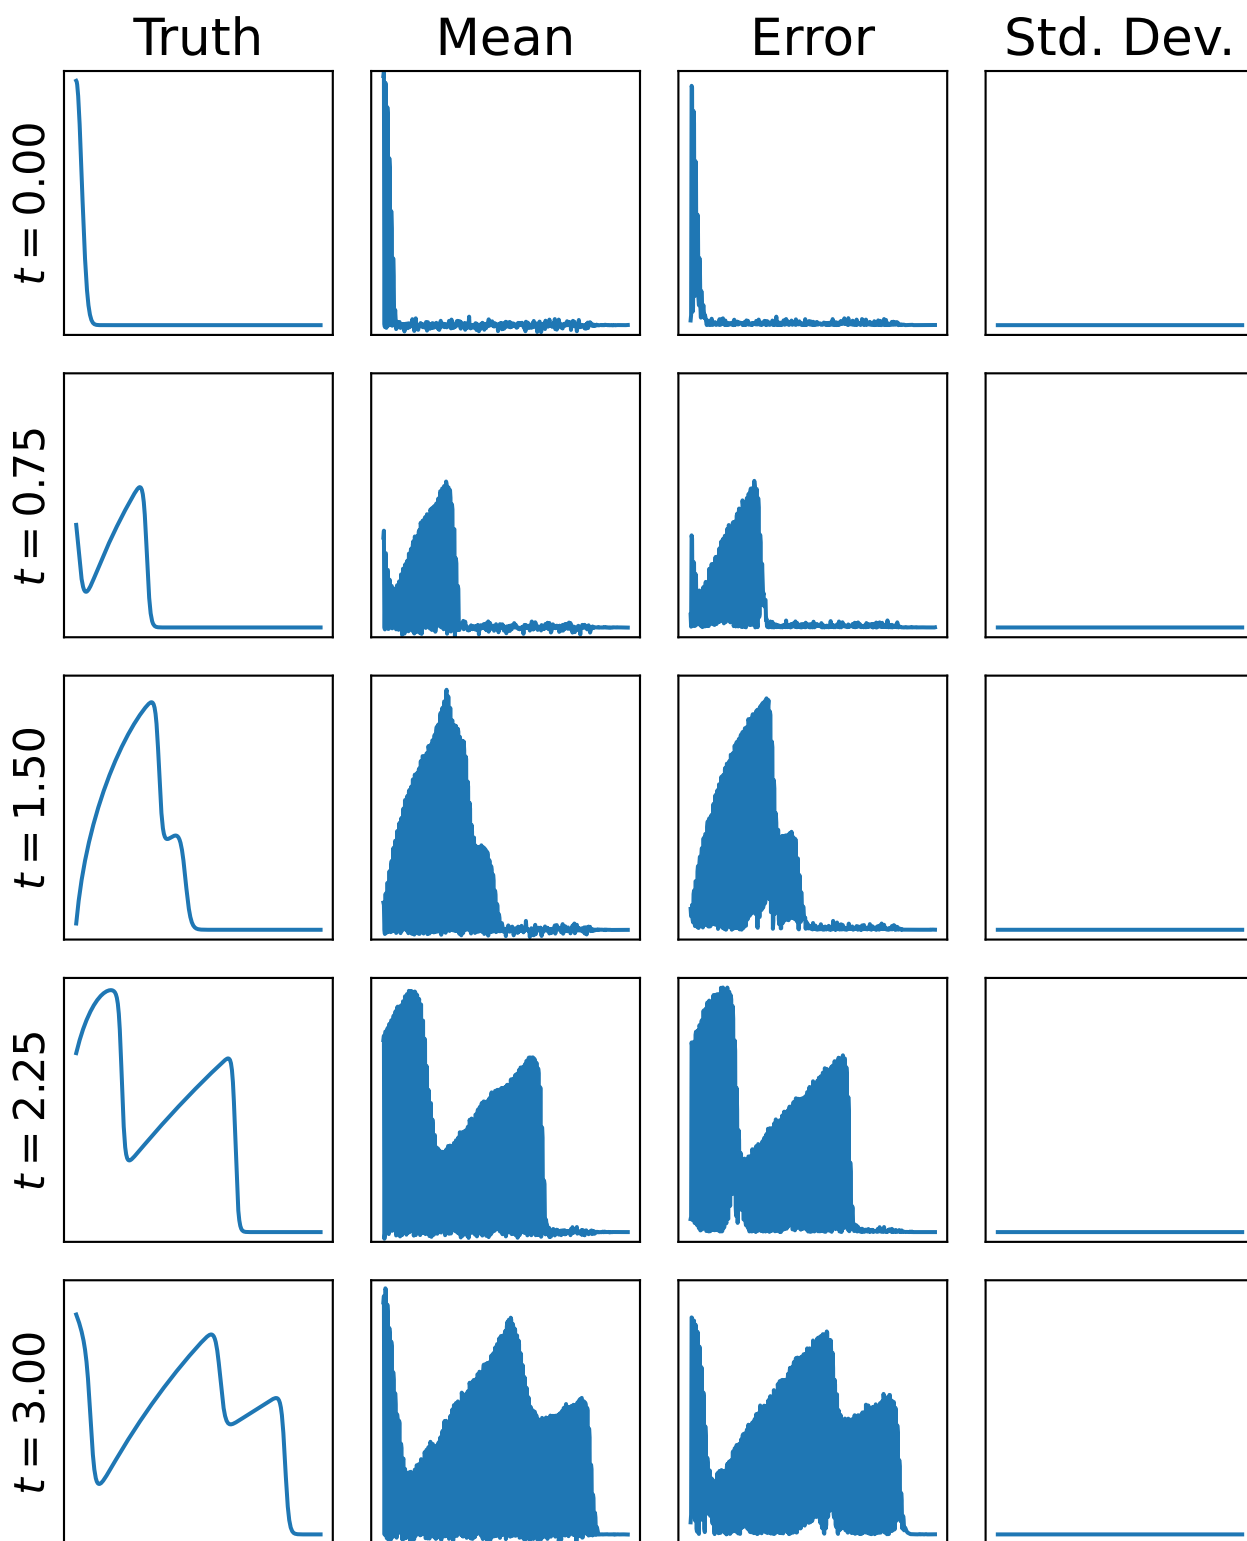 Truth Mean Error Std. Dev.
t = 0.00
t = 0.75
t = 1.50
t = 2.25
t = 3.00